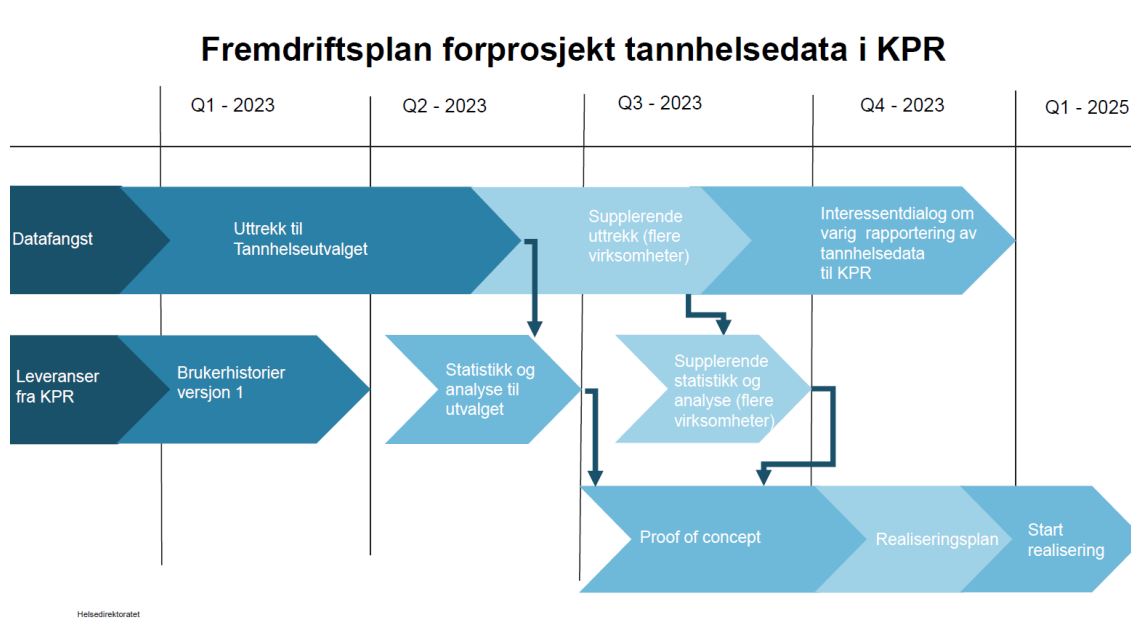 Fremdriftsplan forprosjekt tannhelsedata i KPR
Q1 - 2023
Q2 - 2023
Q3 - 2023
Q4 - 2023
Q1 - 2025
Datafangst
Uttrekk til
Tannhelseutvalget
Supplerende
uttrekk (flere
virksomheter)
Interessentdialog om
varig  rapportering av
tannhelsedata
til KPR
Leveranser
fra KPR
Brukerhistorier
versjon 1
Statistikk og
analyse til
utvalget
Supplerende
statistikk og
analyse (flere
virksomheter)
Proof of concept
Realiseringsplan
Start
realisering
Helsedirektoratet